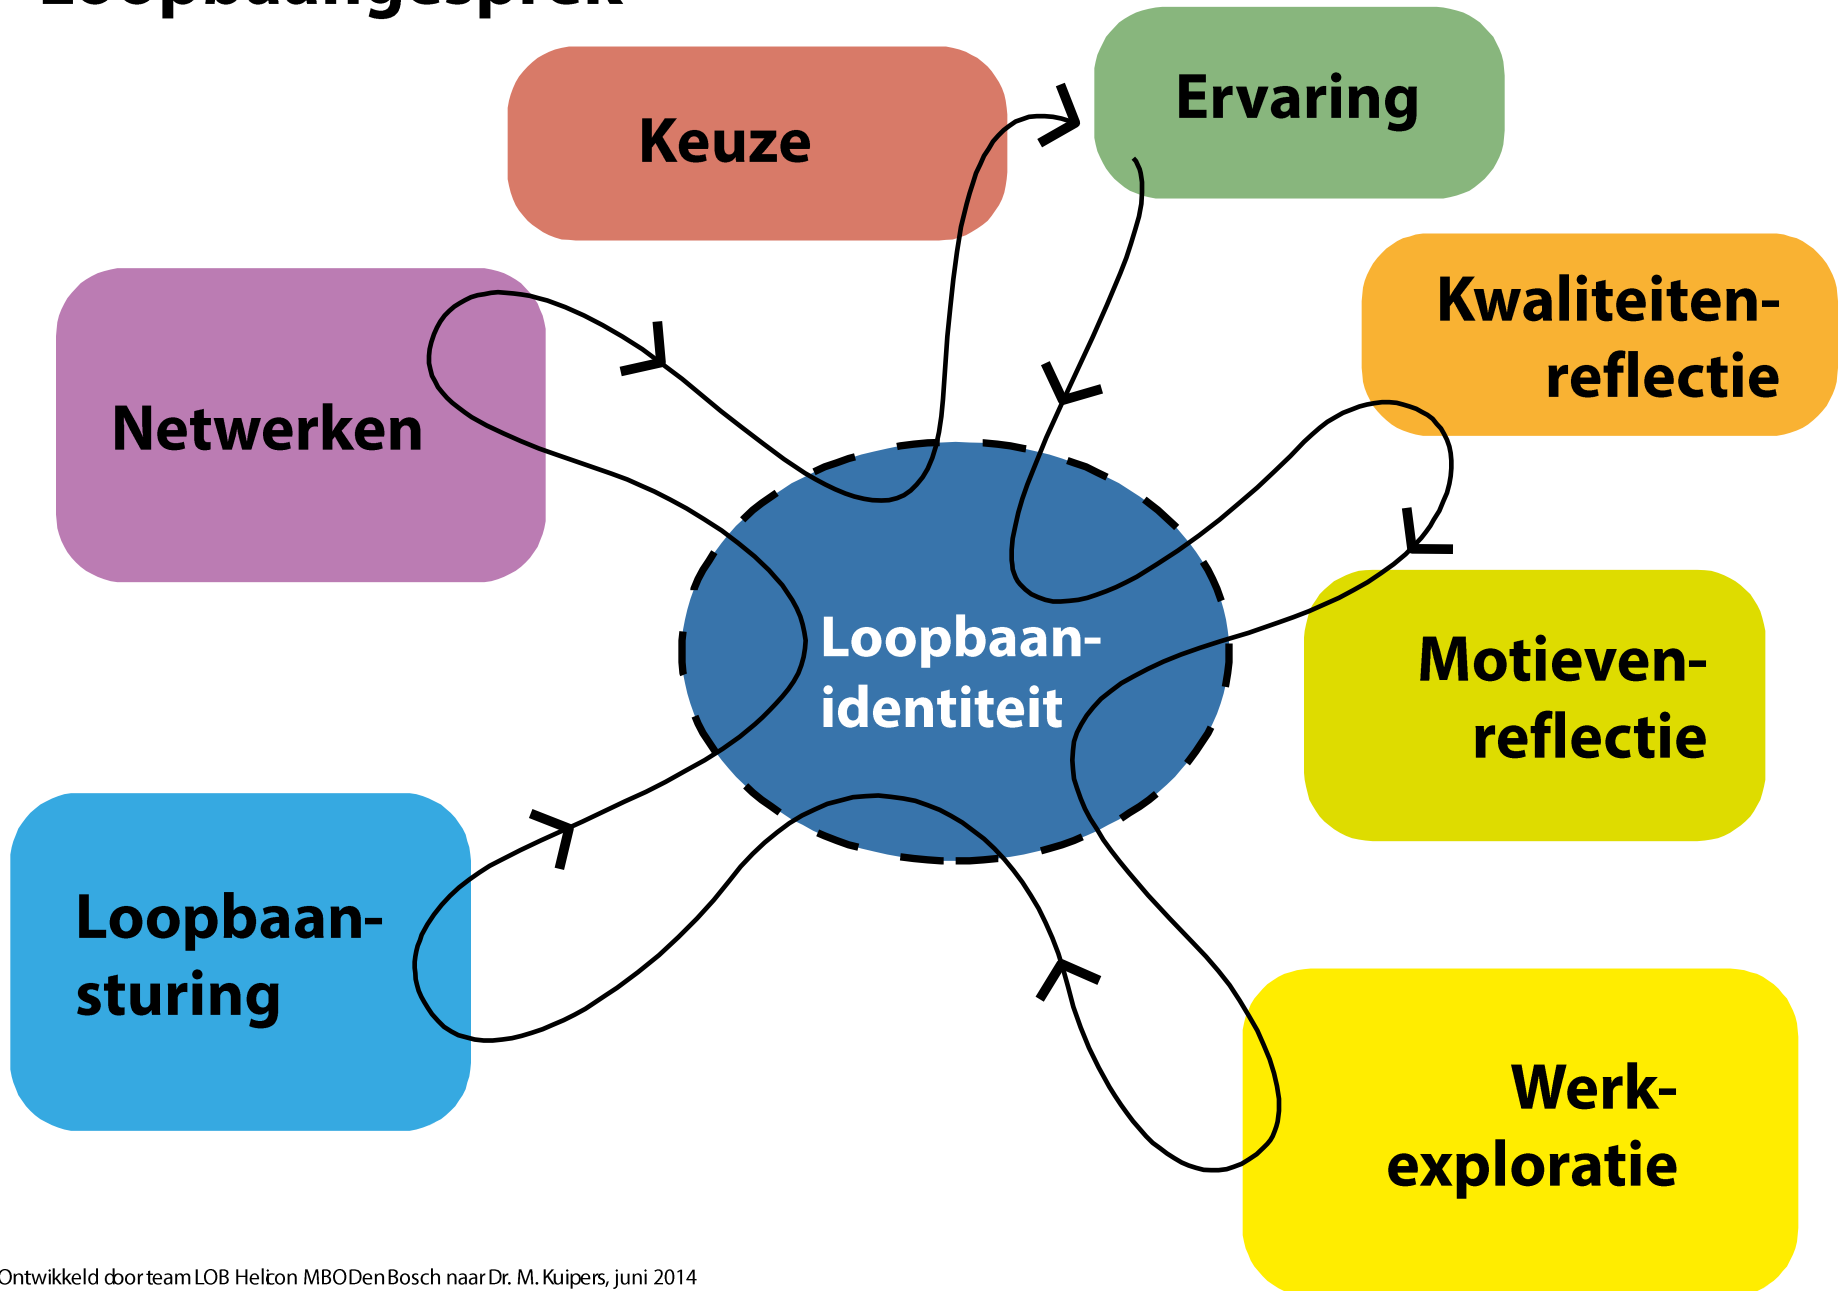 Loopbaangesprek
Keuze
Ervaring
Kwaliteiten-
reflectie
Netwerken
Motieven-
reflectie
Loopbaan-
identiteit
Loopbaan-
sturing
Werk-
exploratie
Ontwikkeld door team LOB Helicon MBO Den Bosch naar Dr. M. Kuipers, juni 2014